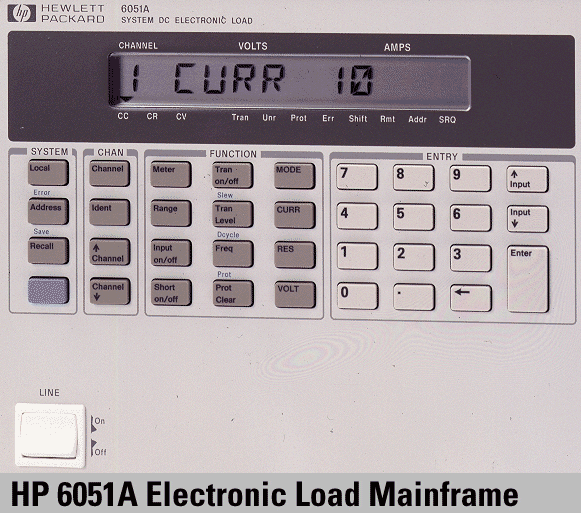 hp HEWLETT PACKARD
6051A
SYSTEM DC ELECTRONIC LOAD
CHANNEL VOLTS AMPS
1 CURR 10
CC CR CV Tran Unr Prot Err Shift Rmt Addr SRQ
SYSTEM
Local
Error
Address
Save
Recall
CHAN
Channel
Ident
↑ Channel
Channel ↓
FUNCTION
Meter Tran on/off MODE
Slew
Range Tran Level CURR
Dcycle
Input on/off Freq RES
Prot
Short on/off Prot Clear VOLT
ENTRY
7 8 9 ↑ Input
4 5 6 Input ↓
1 2 3 Enter
0 . ←
LINE
On
Off
HP 6051A Electronic Load Mainframe